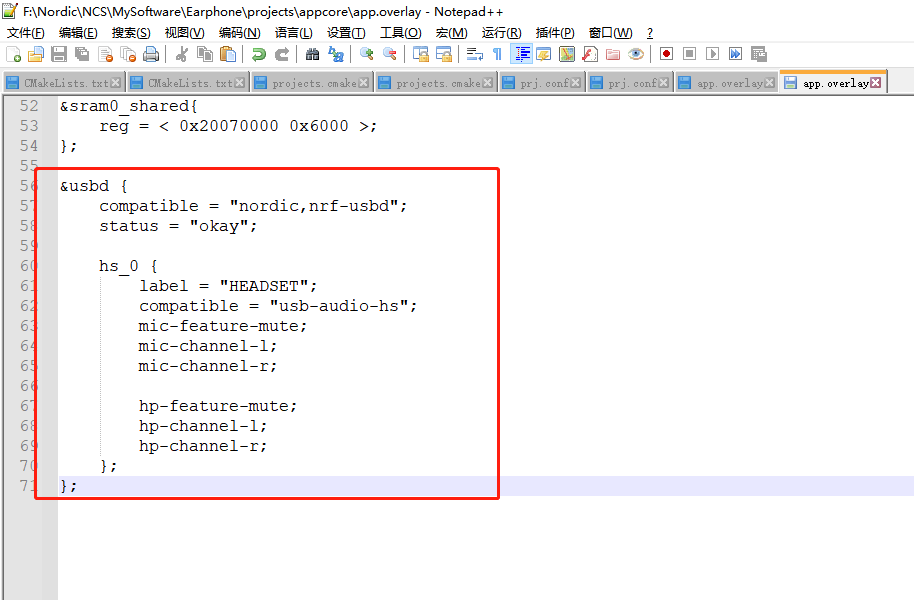 F:\Nordic\NCS\MySoftware\Earphone\projects\appcore\app.overlay - Notepad++
文件(F) 编辑(E) 搜索(S) 视图(V) 编码(N) 语言(L) 设置(T) 工具(O) 宏(M) 运行(R) 插件(P) 窗口(W) ?
CMakeLists.txt CMakeLists.txt projects.cmake projects.cmake prj.conf prj.conf app.overlay app.overlay
52 &sram0_shared{
53 reg = < 0x20070000 0x6000 >;
54 };
55
56 &usbd {
57 compatible = "nordic,nrf-usbd";
58 status = "okay";
59
60 hs_0 {
61 label = "HEADSET";
62 compatible = "usb-audio-hs";
63 mic-feature-mute;
64 mic-channel-l;
65 mic-channel-r;
66
67 hp-feature-mute;
68 hp-channel-l;
69 hp-channel-r;
70 };
71 };